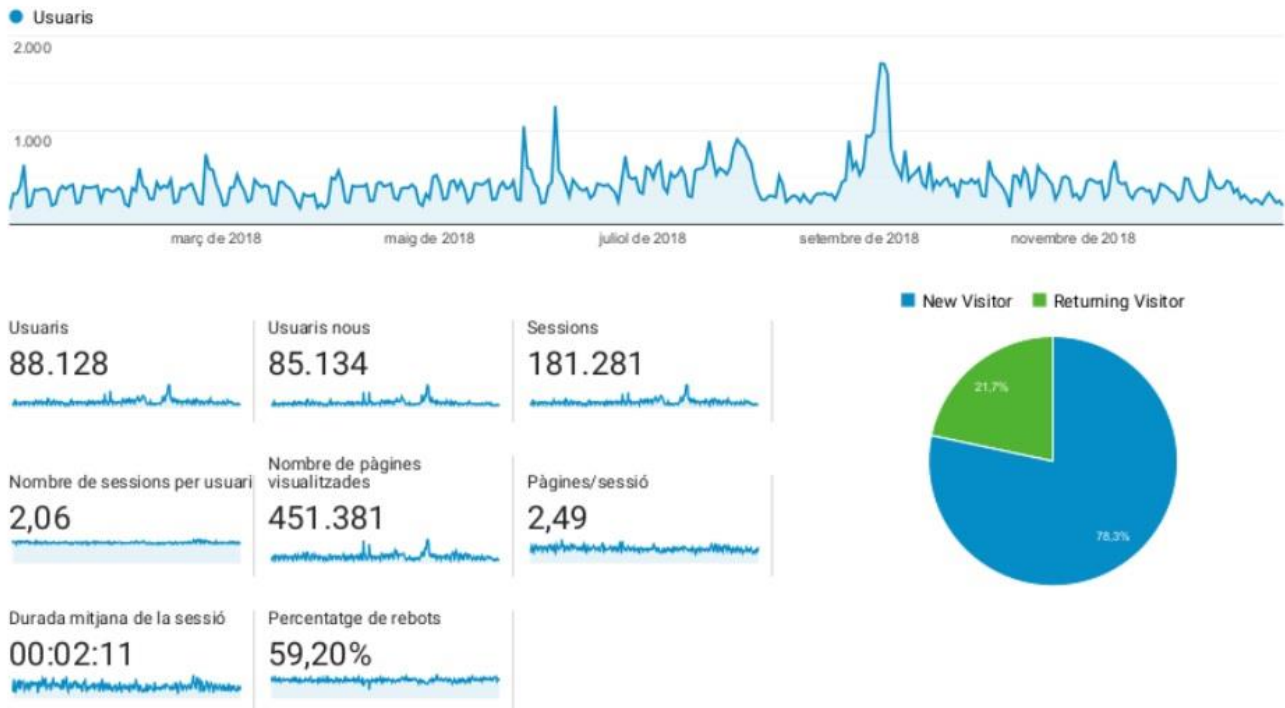 Usuaris
2.000
1.000
març de 2018
maig de 2018
juliol de 2018
setembre de 2018
novembre de 2018
New Visitor
Returning Visitor
21,7%
78,3%
Usuaris
88.128
Usuaris nous
85.134
Sessions
181.281
Nombre de sessions per usuari
2,06
Nombre de pàgines
visualitzades
451.381
Pàgines/sessió
2,49
Durada mitjana de la sessió
00:02:11
Percentatge de rebots
59,20%